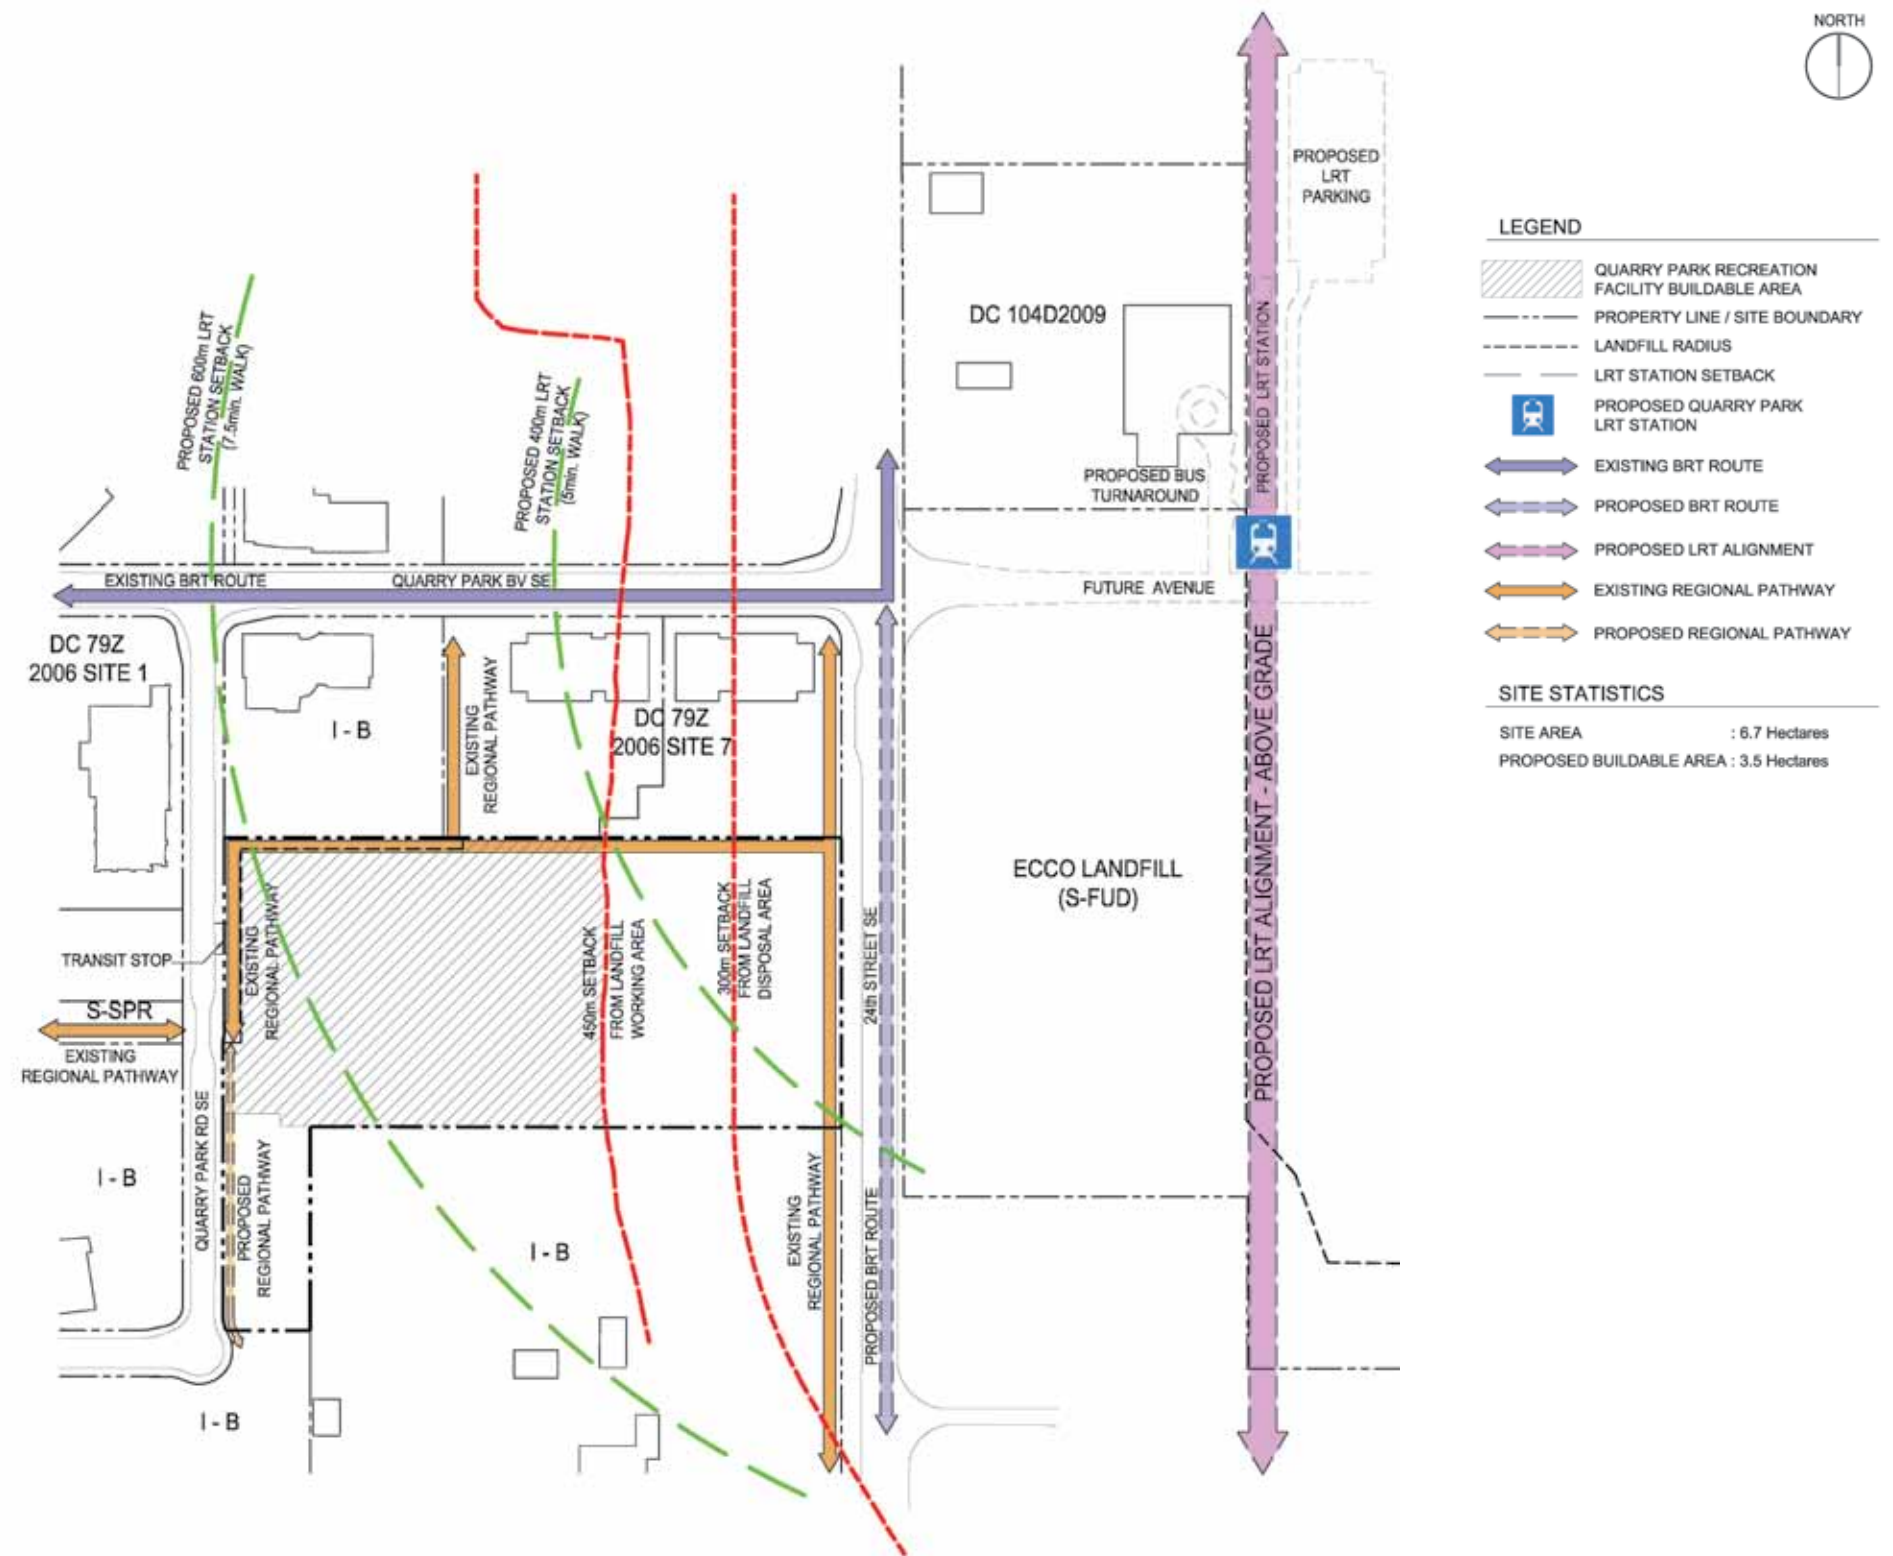 NORTH
PROPOSED
LRT
PARKING
LEGEND
QUARRY PARK RECREATION
FACILITY BUILDABLE AREA
PROPERTY LINE / SITE BOUNDARY
LANDFILL RADIUS
LRT STATION SETBACK
PROPOSED QUARRY PARK
LRT STATION
EXISTING BRT ROUTE
PROPOSED BRT ROUTE
PROPOSED LRT ALIGNMENT
EXISTING REGIONAL PATHWAY
PROPOSED REGIONAL PATHWAY
SITE STATISTICS
SITE AREA : 6.7 Hectares
PROPOSED BUILDABLE AREA : 3.5 Hectares
PROPOSED 600m LRT
STATION SETBACK
(7.5min. WALK)
PROPOSED 400m LRT
STATION SETBACK
(5min. WALK)
DC 104D2009
PROPOSED LRT STATION
PROPOSED BUS
TURNAROUND
EXISTING BRT ROUTE
QUARRY PARK BV SE
FUTURE AVENUE
DC 79Z
2006 SITE 1
I - B
EXISTING
REGIONAL PATHWAY
DC 79Z
2006 SITE 7
PROPOSED LRT ALIGNMENT - ABOVE GRADE
ECCO LANDFILL
(S-FUD)
EXISTING
REGIONAL PATHWAY
450m SETBACK
FROM LANDFILL
WORKING AREA
300m SETBACK
FROM LANDFILL
DISPOSAL AREA
24th STREET SE
TRANSIT STOP
S-SPR
EXISTING
REGIONAL PATHWAY
QUARRY PARK RD SE
PROPOSED
REGIONAL PATHWAY
I - B
I - B
EXISTING
REGIONAL PATHWAY
PROPOSED BRT ROUTE
I - B